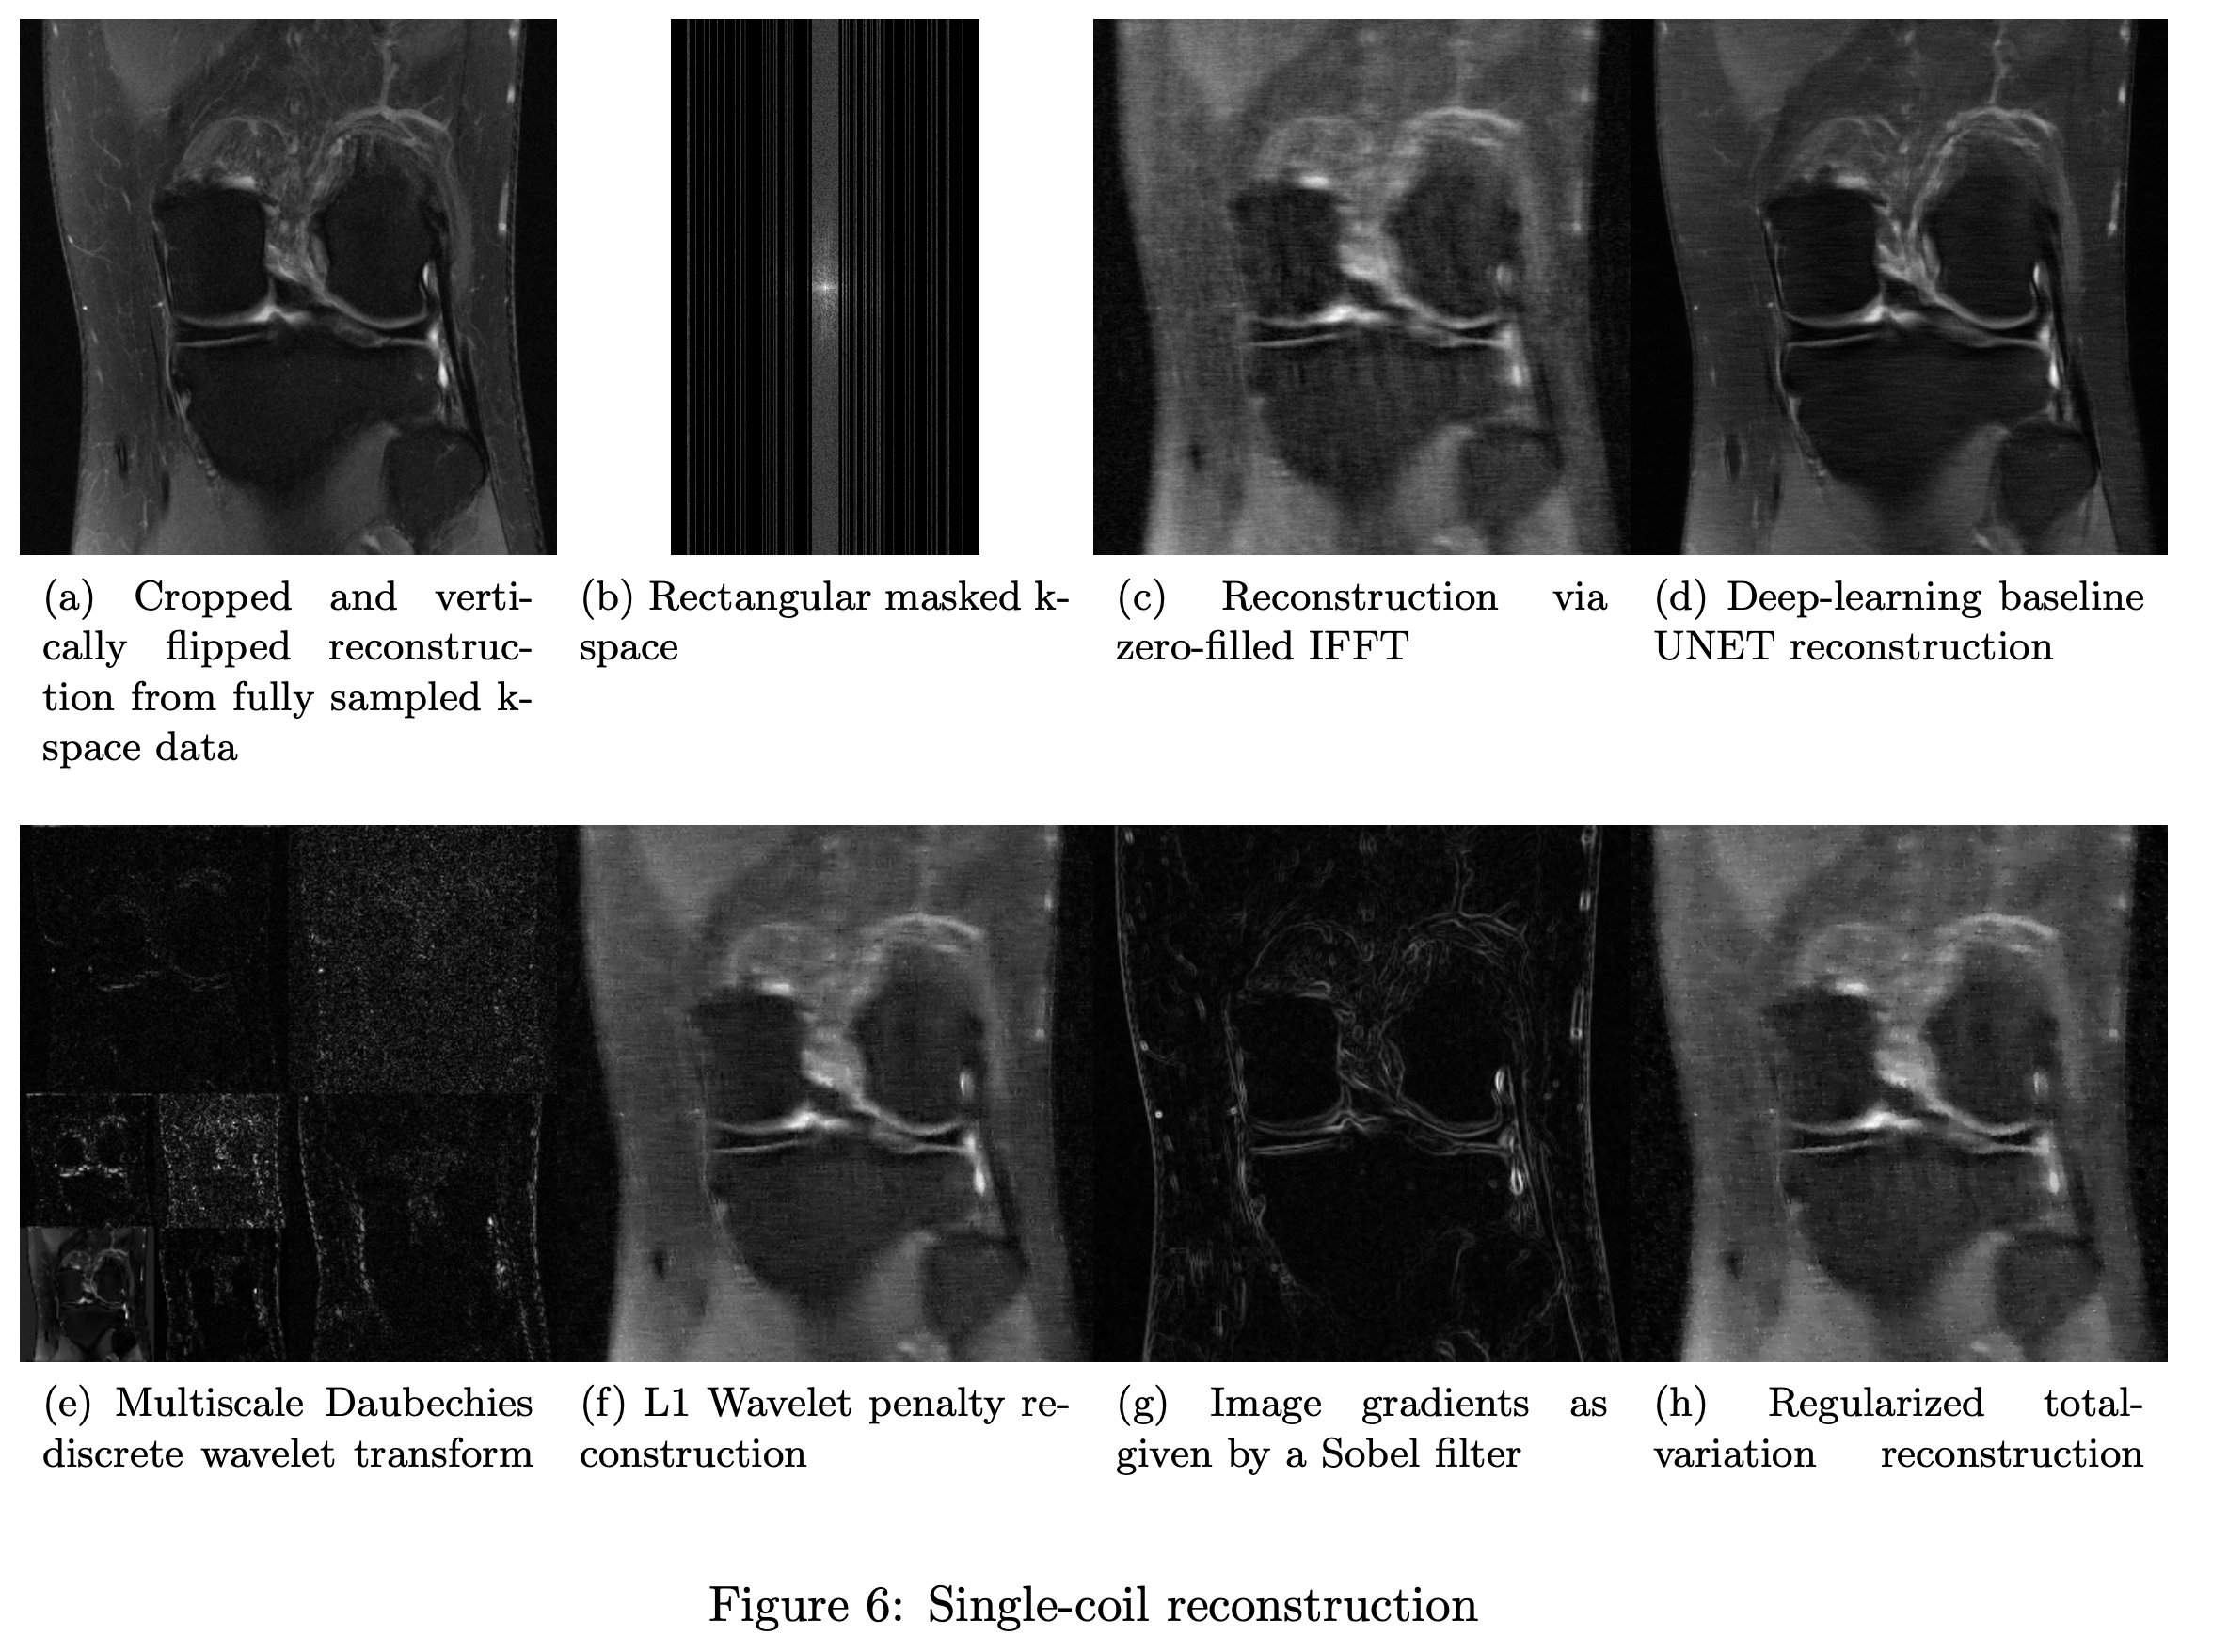 (a) Cropped and verti-
cally flipped reconstruc-
tion from fully sampled k-
space data
(b) Rectangular masked k-
space
(c) Reconstruction via
zero-filled IFFT
(d) Deep-learning baseline
UNET reconstruction
(e) Multiscale Daubechies
discrete wavelet transform
(f) L1 Wavelet penalty re-
construction
(g) Image gradients as
given by a Sobel filter
(h) Regularized total-
variation reconstruction
Figure 6: Single-coil reconstruction